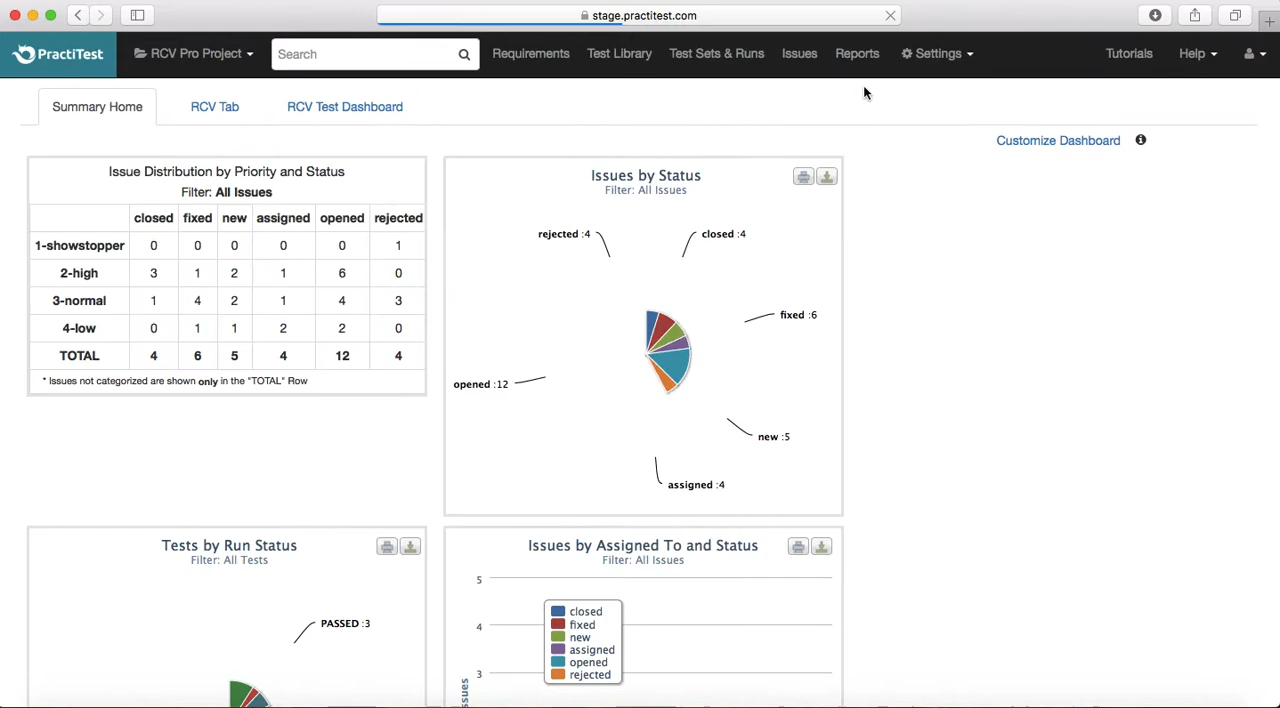 stage.practitest.com
PractiTest
RCV Pro Project
Search
Requirements
Test Library
Test Sets & Runs
Issues
Reports
Settings
Tutorials
Help
Summary Home
RCV Tab
RCV Test Dashboard
Customize Dashboard
Issue Distribution by Priority and Status
Filter: All Issues
closed fixed new assigned opened rejected
1-showstopper 0 0 0 0 0 1
2-high 3 1 2 1 6 0
3-normal 1 4 2 1 4 3
4-low 0 1 1 2 2 0
TOTAL 4 6 5 4 12 4
* Issues not categorized are shown only in the "TOTAL" Row
Issues by Status
Filter: All Issues
rejected :4
closed :4
fixed :6
opened :12
new :5
assigned :4
Tests by Run Status
Filter: All Tests
PASSED :3
Issues by Assigned To and Status
Filter: All Issues
5
4
3
Issues
closed
fixed
new
assigned
opened
rejected